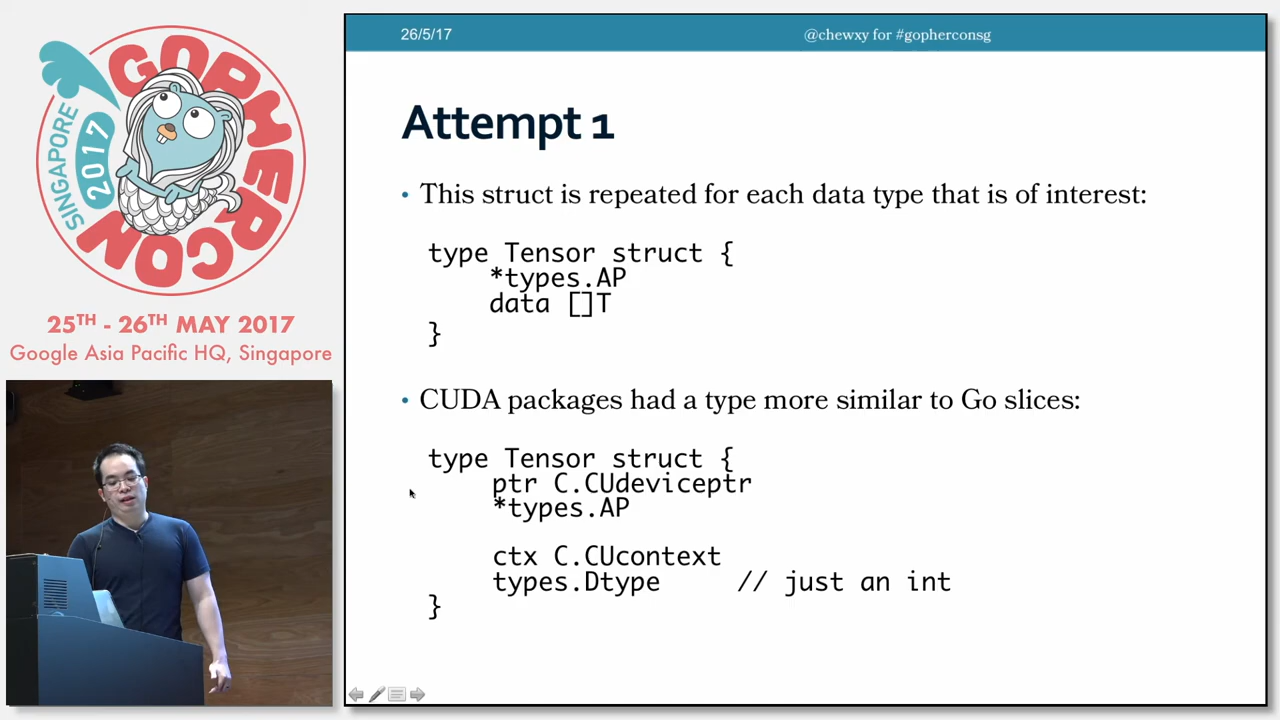 GOPHERCON
SINGAPORE 2017
25TH - 26TH MAY 2017
Google Asia Pacific HQ, Singapore
26/5/17
@chewxy for #gopherconsg
Attempt 1
• This struct is repeated for each data type that is of interest:
type Tensor struct {
*types.AP
data []T
}
• CUDA packages had a type more similar to Go slices:
type Tensor struct {
ptr C.CUdeviceptr
*types.AP
ctx C.CUcontext
types.Dtype // just an int
}